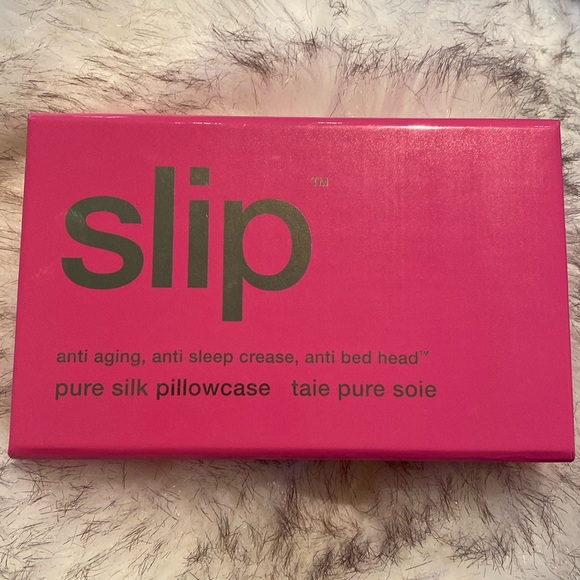 slip™
anti aging, anti sleep crease, anti bed head™
pure silk pillowcase taie pure soie